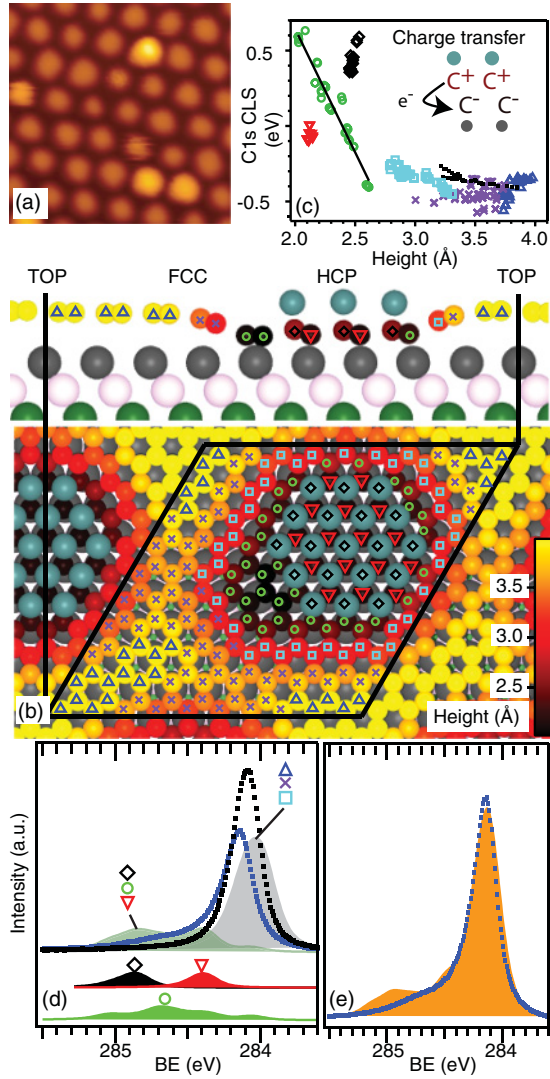 (a)
C1s CLS
(eV)
0.5
-0.5
(c)
Charge transfer
C+ C+
e-
C- C-
2.0 2.5 3.0 3.5 4.0
Height (Å)
TOP FCC HCP TOP
3.5
3.0
2.5
Height (Å)
(b)
Intensity (a.u.)
(d)
(e)
285 284
285 284
BE (eV)
BE (eV)